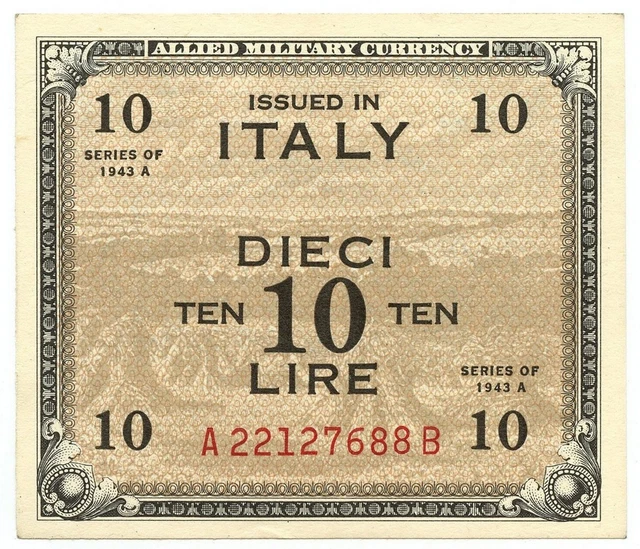 ALLIED MILITARY CURRENCY
10 ISSUED IN 10
ITALY
SERIES OF
1943 A
DIECI
TEN 10 TEN
LIRE
SERIES OF
1943 A
10 A22127688B 10